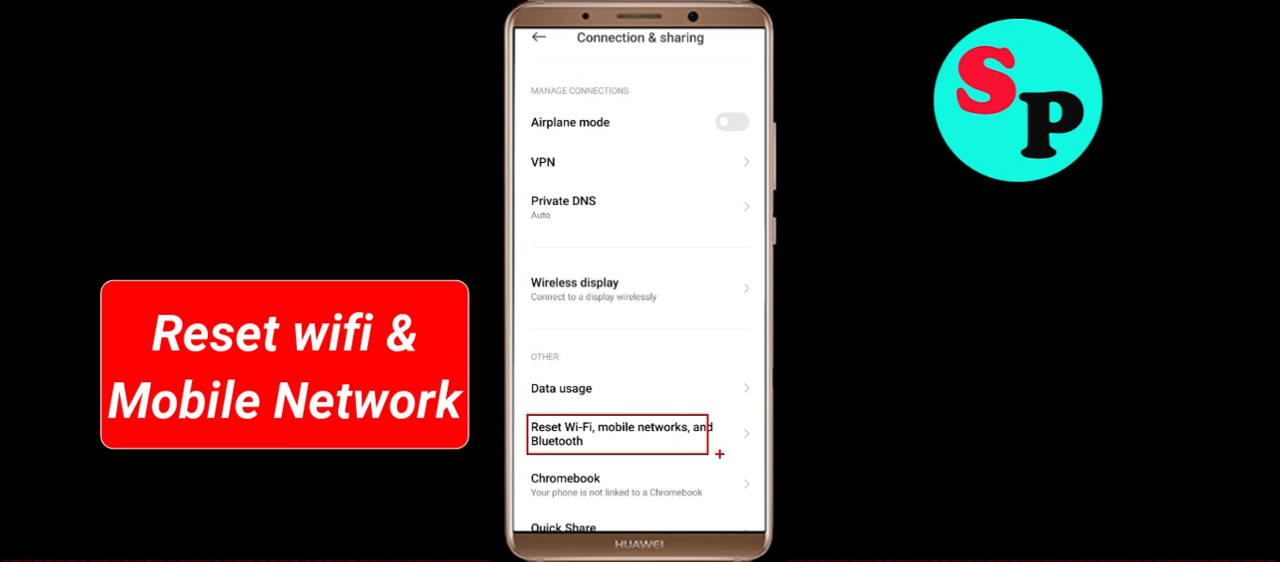 Connection & sharing
MANAGE CONNECTIONS
Airplane mode
VPN
Private DNS
Auto
Wireless display
Connect to a display wirelessly
OTHER
Data usage
Reset Wi-Fi, mobile networks, and
Bluetooth
Chromebook
Your phone is not linked to a Chromebook
Quick Share
HUAWEI
Reset wifi &
Mobile Network
SP